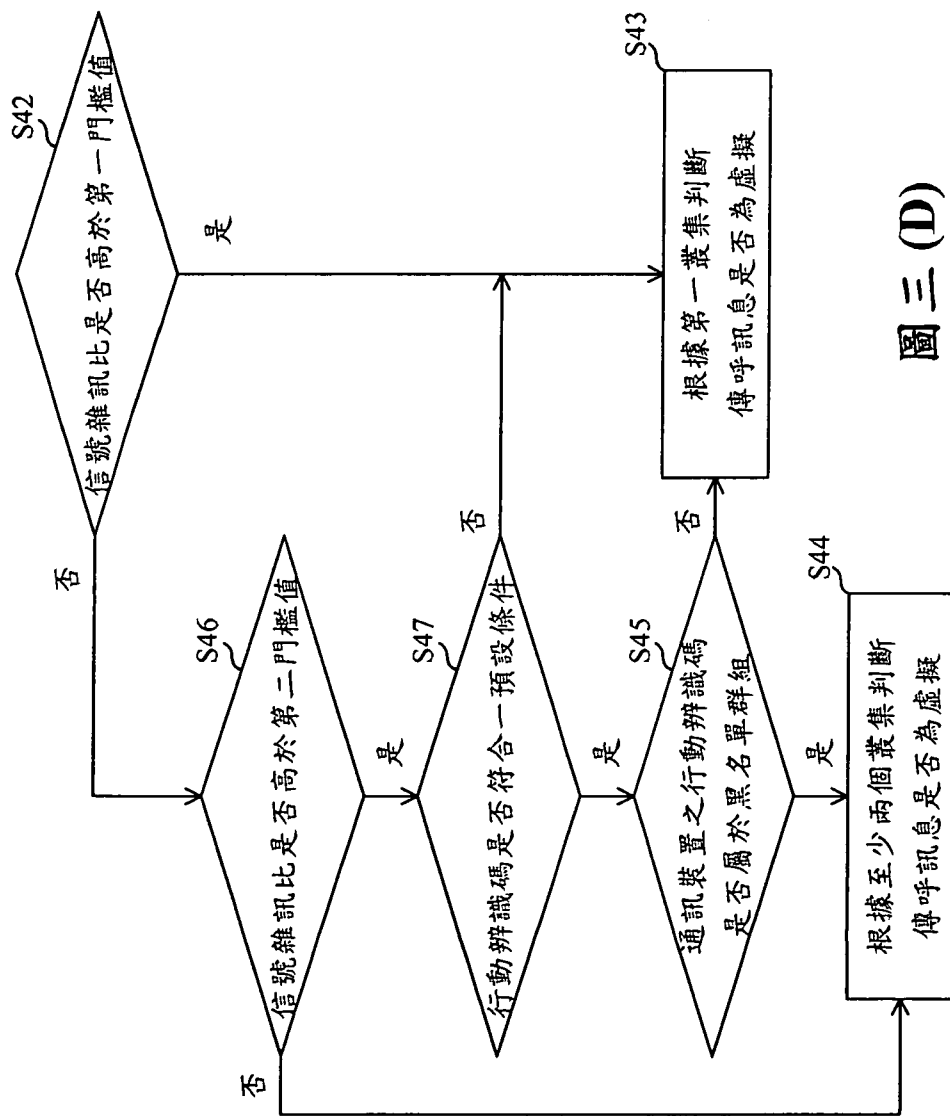 S42
信號雜訊比是否高於第一門檻值
是
否
S46
信號雜訊比是否高於第二門檻值
是
否
S47
行動辨識碼是否符合一預設條件
否
是
S45
通訊裝置之行動辨識碼
是否屬於黑名單群組
否
是
S43
根據第一叢集判斷
傳呼訊息是否為虛擬
S44
根據至少兩個叢集判斷
傳呼訊息是否為虛擬
圖三(D)